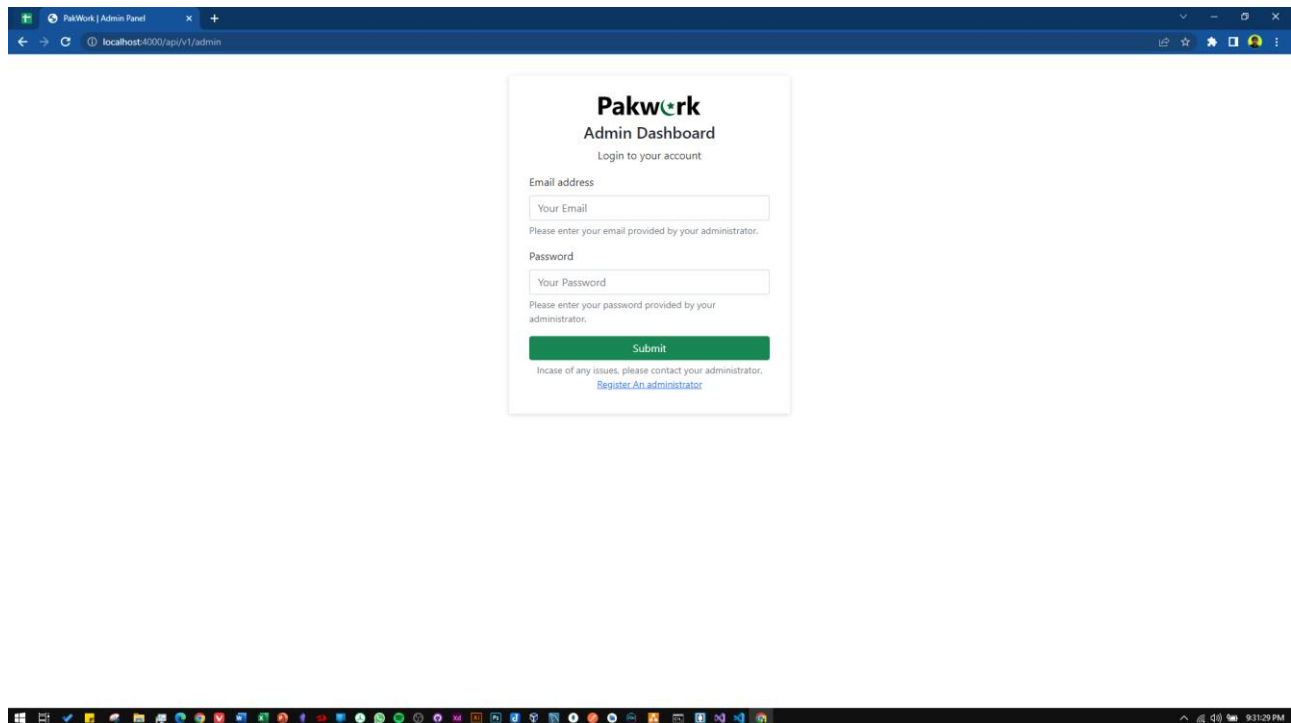 PakWork | Admin Panel
localhost:4000/api/v1/admin
Pakwork
Admin Dashboard
Login to your account
Email address
Your Email
Please enter your email provided by your administrator.
Password
Your Password
Please enter your password provided by your
administrator.
Submit
Incase of any issues, please contact your administrator.
Register An administrator
9:31:29 PM